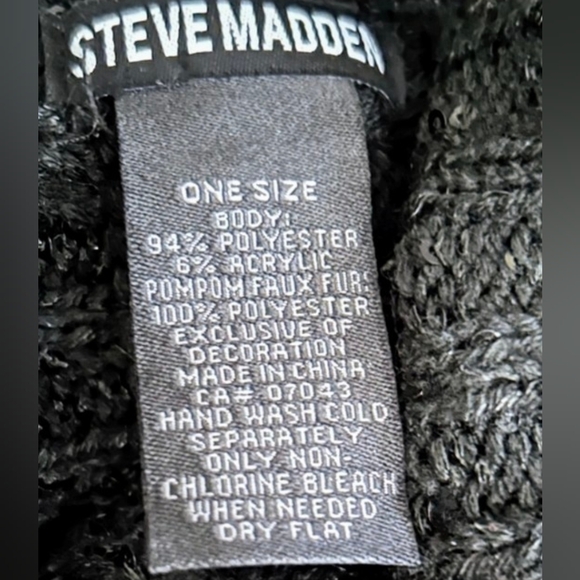 STEVE MADDEN
ONE SIZE
BODY:
94% POLYESTER
6% ACRYLIC
POMPOM FAUX FUR:
100% POLYESTER
EXCLUSIVE OF
DECORATION
MADE IN CHINA
CA# 07043
HAND WASH COLD
SEPARATELY
ONLY NON-
CHLORINE BLEACH
WHEN NEEDED
DRY FLAT